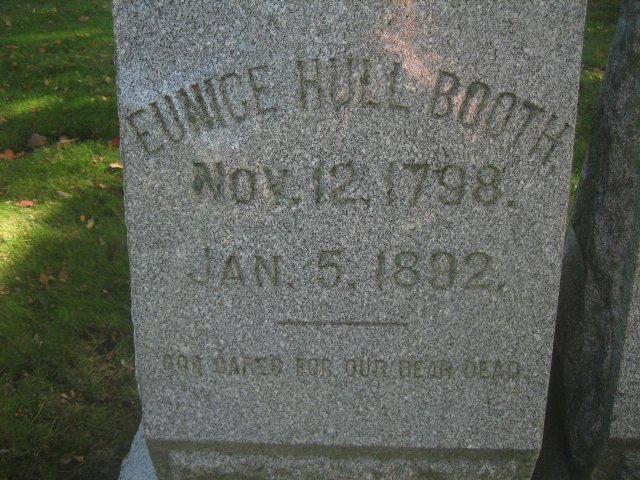 EUNICE HULL BOOTH.
NOV. 12, 1798.
JAN. 5, 1892.
GOD CARES FOR OUR DEAR DEAD.